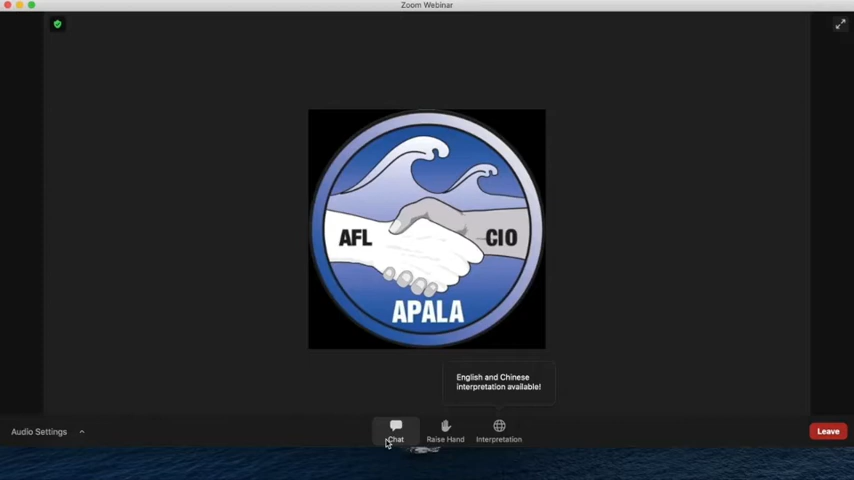 Zoom Webinar
AFL CIO
APALA
English and Chinese
interpretation available!
Audio Settings
Chat
Raise Hand
Interpretation
Leave